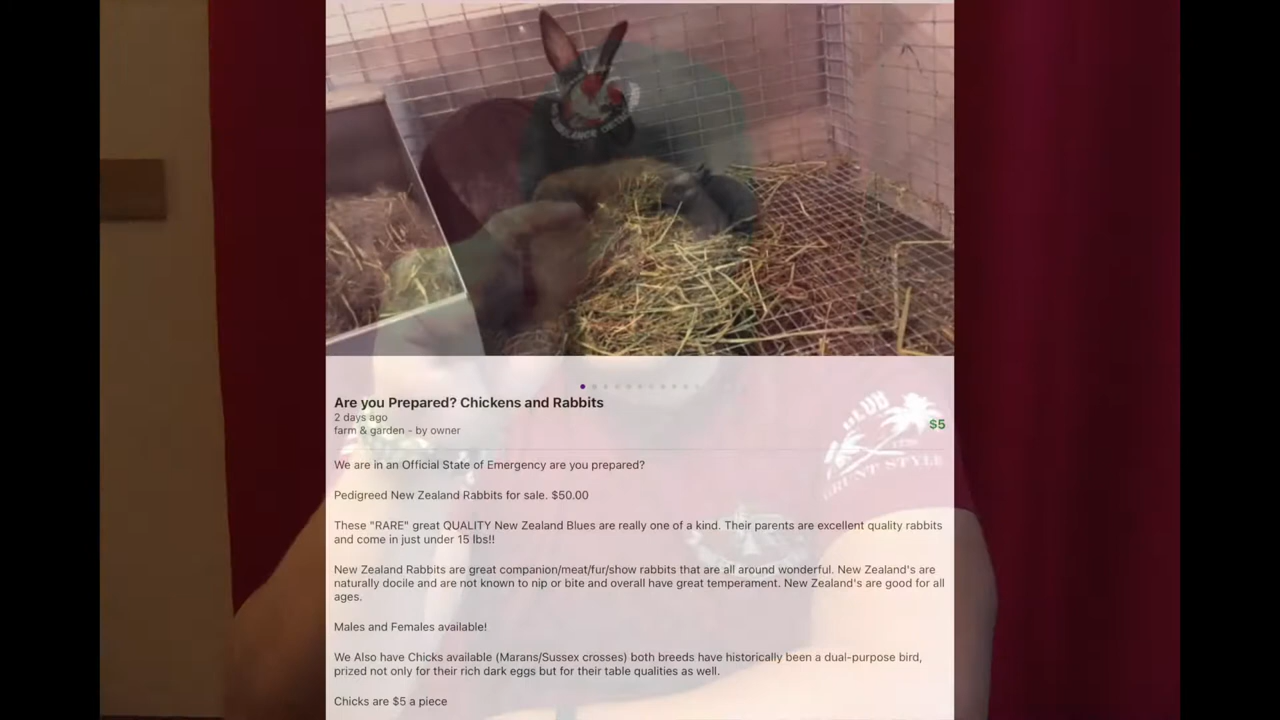 Are you Prepared? Chickens and Rabbits
2 days ago
farm & garden - by owner
$5
We are in an Official State of Emergency are you prepared?
Pedigreed New Zealand Rabbits for sale. $50.00
These "RARE" great QUALITY New Zealand Blues are really one of a kind. Their parents are excellent quality rabbits
and come in just under 15 lbs!!
New Zealand Rabbits are great companion/meat/fur/show rabbits that are all around wonderful. New Zealand's are
naturally docile and are not known to nip or bite and overall have great temperament. New Zealand's are good for all
ages.
Males and Females available!
We Also have Chicks available (Marans/Sussex crosses) both breeds have historically been a dual-purpose bird,
prized not only for their rich dark eggs but for their table qualities as well.
Chicks are $5 a piece
CLUB
GRUNT STYLE